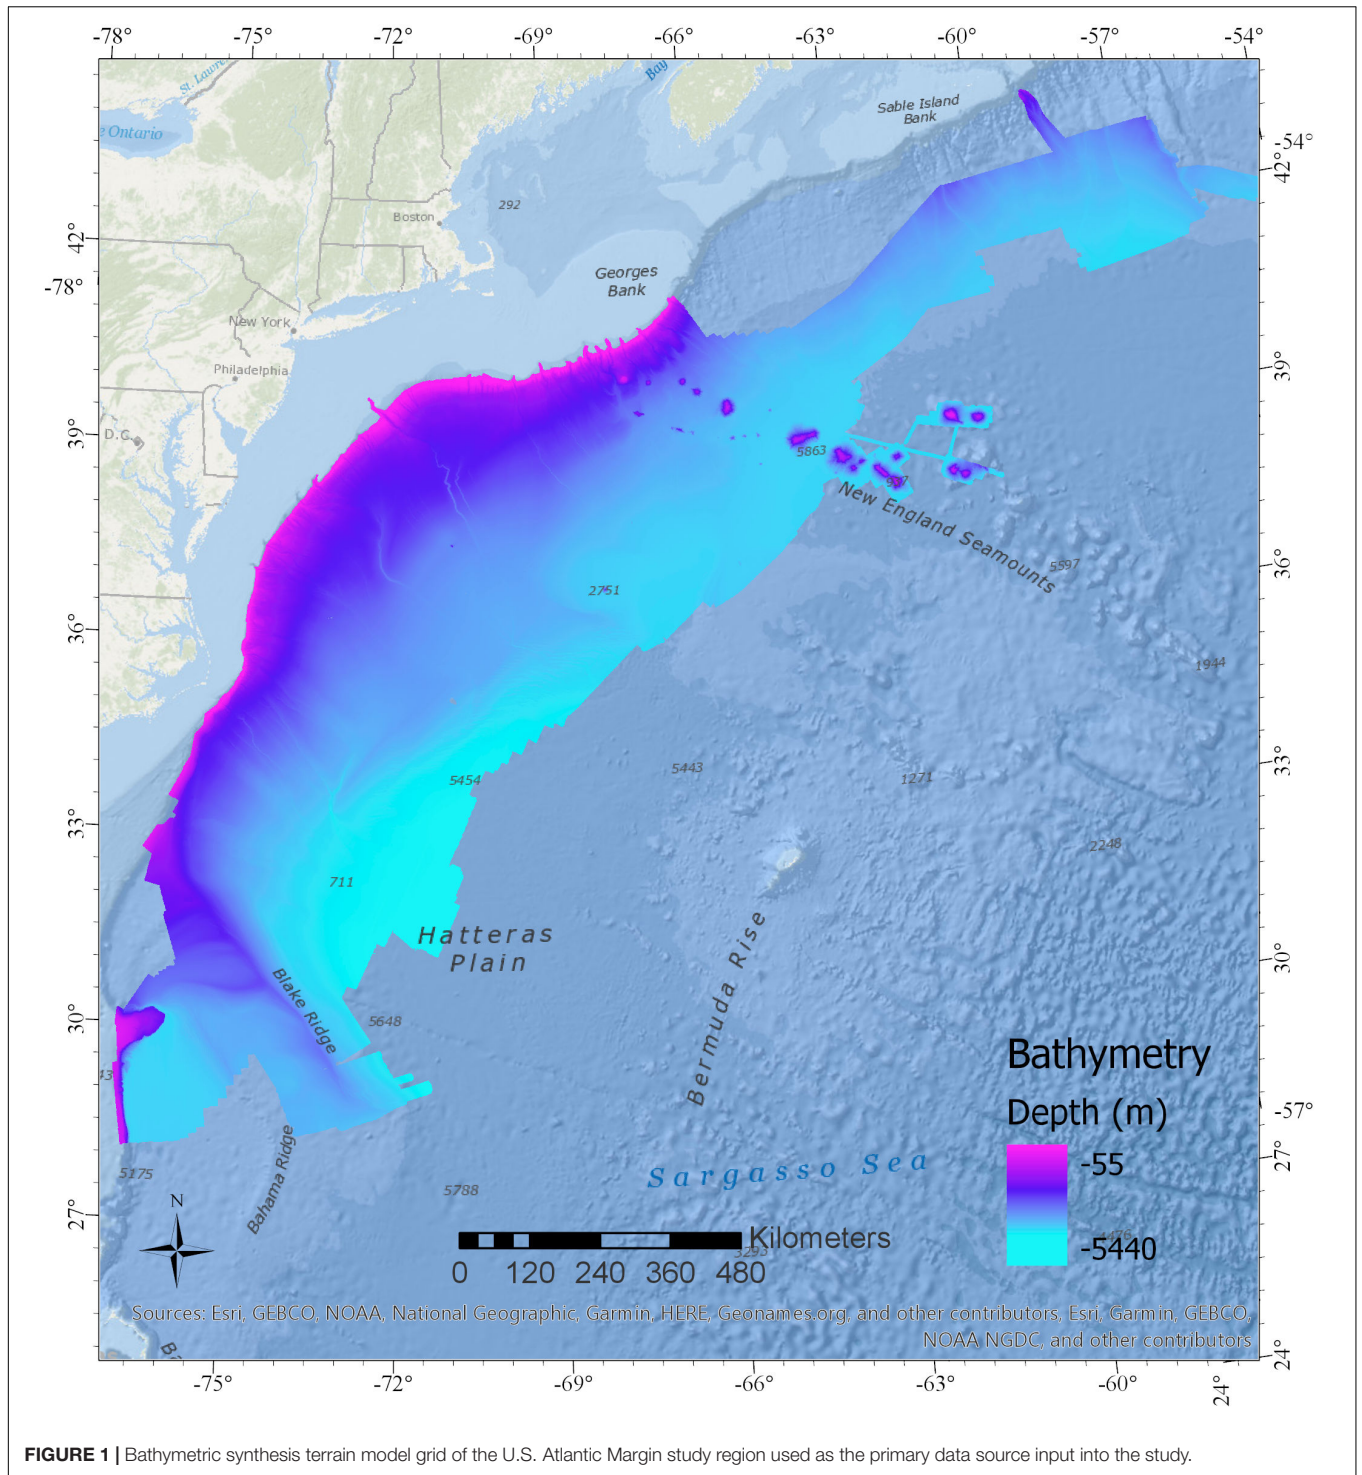 -78° -75° -72° -69° -66° -63° -60° -57° -54°
St. Lawre
Bay
Sable Island
Bank
e Ontario
-54°
42°
292
Boston
42°
Georges
Bank
-78°
New York
Philadelphia
39°
D.C.
39°
5863
New England Seamounts
5597
36°
2751
36°
1944
5443
5454
1271
33°
33°
2248
711
Hatteras
Plain
Bermuda Rise
30°
Blake Ridge
5648
30°
Bathymetry
Depth (m)
-57°
43
-55
Bahama Ridge
5175
Sargasso Sea
27°
5788
N
27°
-5440
4476
Kilometers
3293
0 120 240 360 480
Sources: Esri, GEBCO, NOAA, National Geographic, Garmin, HERE, Geonames.org, and other contributors, Esri, Garmin, GEBCO,
NOAA NGDC, and other contributors
Ba
24°
-75° -72° -69° -66° -63° -60° 24°
FIGURE 1 | Bathymetric synthesis terrain model grid of the U.S. Atlantic Margin study region used as the primary data source input into the study.